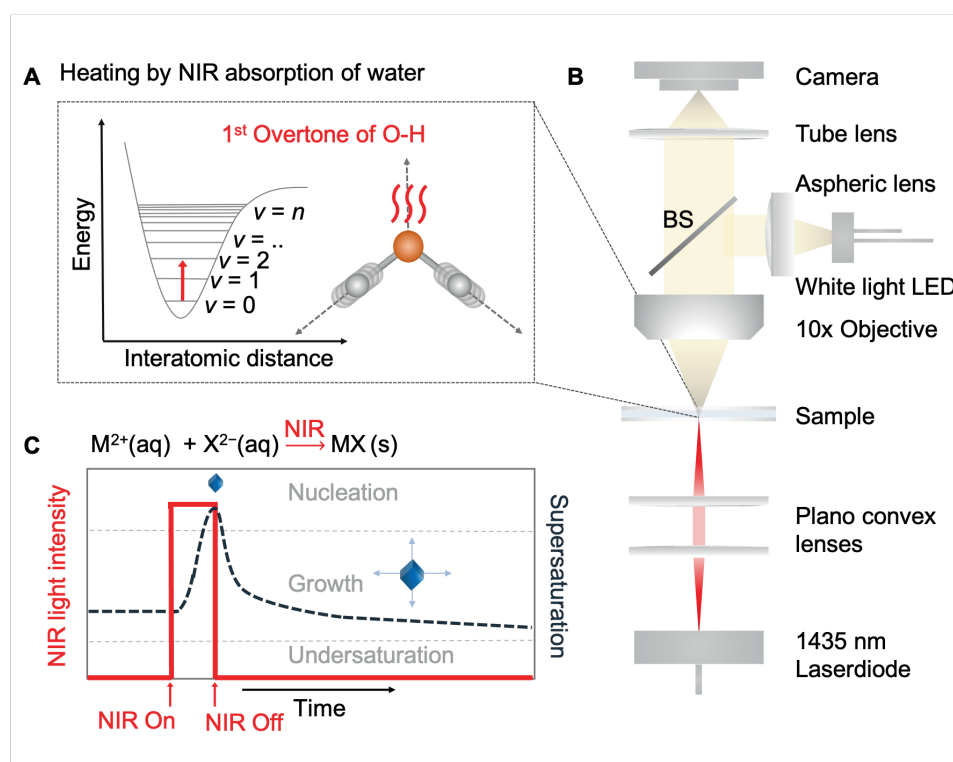 A Heating by NIR absorption of water
1st Overtone of O-H
Energy
v = n
v = ..
v = 2
v = 1
v = 0
Interatomic distance
B
Camera
Tube lens
Aspheric lens
BS
White light LED
10x Objective
Sample
Plano convex
lenses
1435 nm
Laserdiode
C M²⁺(aq) + X²⁻(aq) NIR → MX (s)
NIR light intensity
Nucleation
Growth
Undersaturation
Supersaturation
NIR On
NIR Off
Time